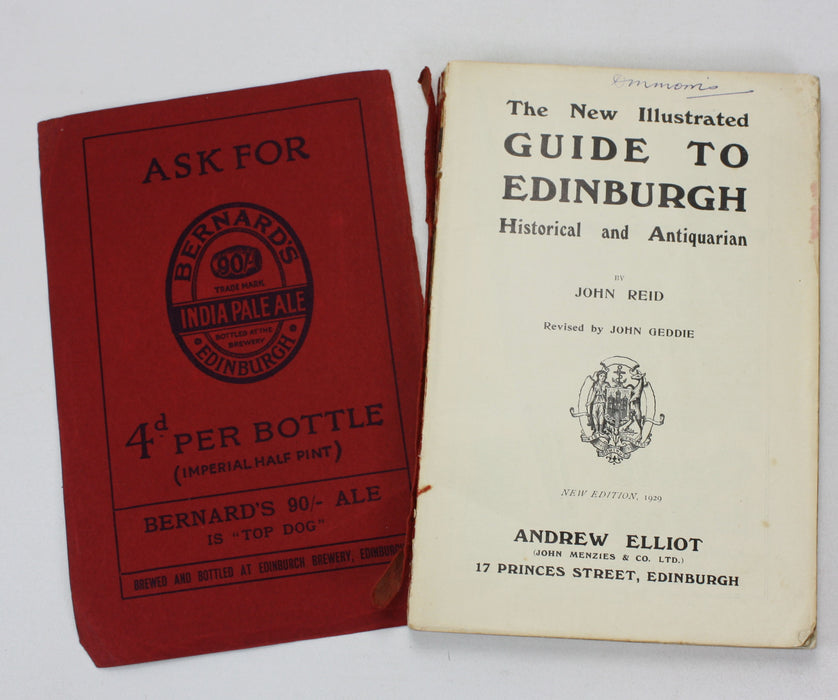 ASK FOR
BERNARD'S
90/-
TRADE MARK.
INDIA PALE ALE
BOTTLED AT THE
BREWERY
EDINBURGH
4d PER BOTTLE
(IMPERIAL HALF PINT)
BERNARD'S 90/- ALE
IS "TOP DOG"
BREWED AND BOTTLED AT EDINBURGH BREWERY, EDINBURGH
The New Illustrated
GUIDE TO
EDINBURGH
Historical and Antiquarian
BY
JOHN REID
Revised by JOHN GEDDIE
NEW EDITION, 1929
ANDREW ELLIOT
(JOHN MENZIES & CO. LTD.)
17 PRINCES STREET, EDINBURGH